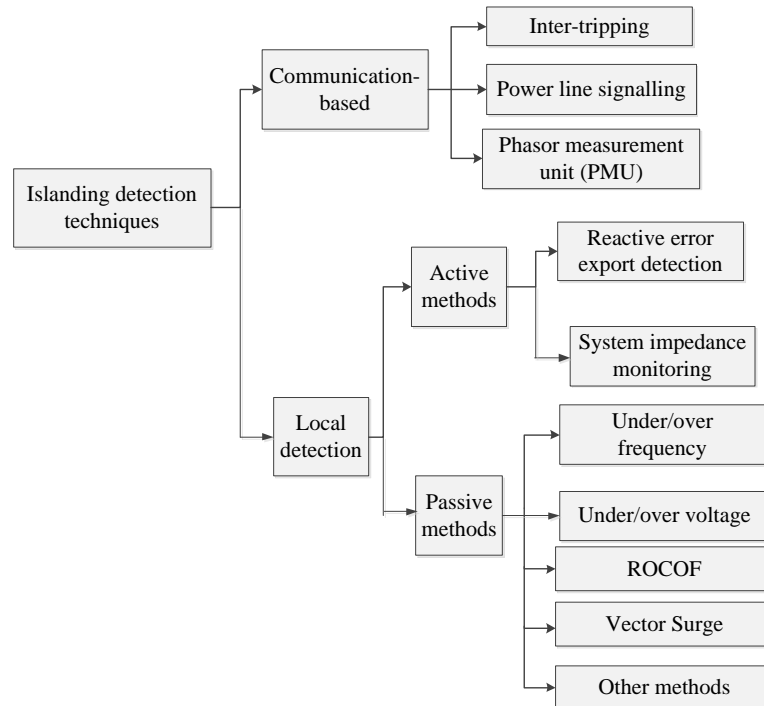 Inter-tripping
Communication-
based
Power line signalling
Phasor measurement
unit (PMU)
Islanding detection
techniques
Reactive error
export detection
Active
methods
System impedance
monitoring
Local
detection
Under/over
frequency
Passive
methods
Under/over voltage
ROCOF
Vector Surge
Other methods